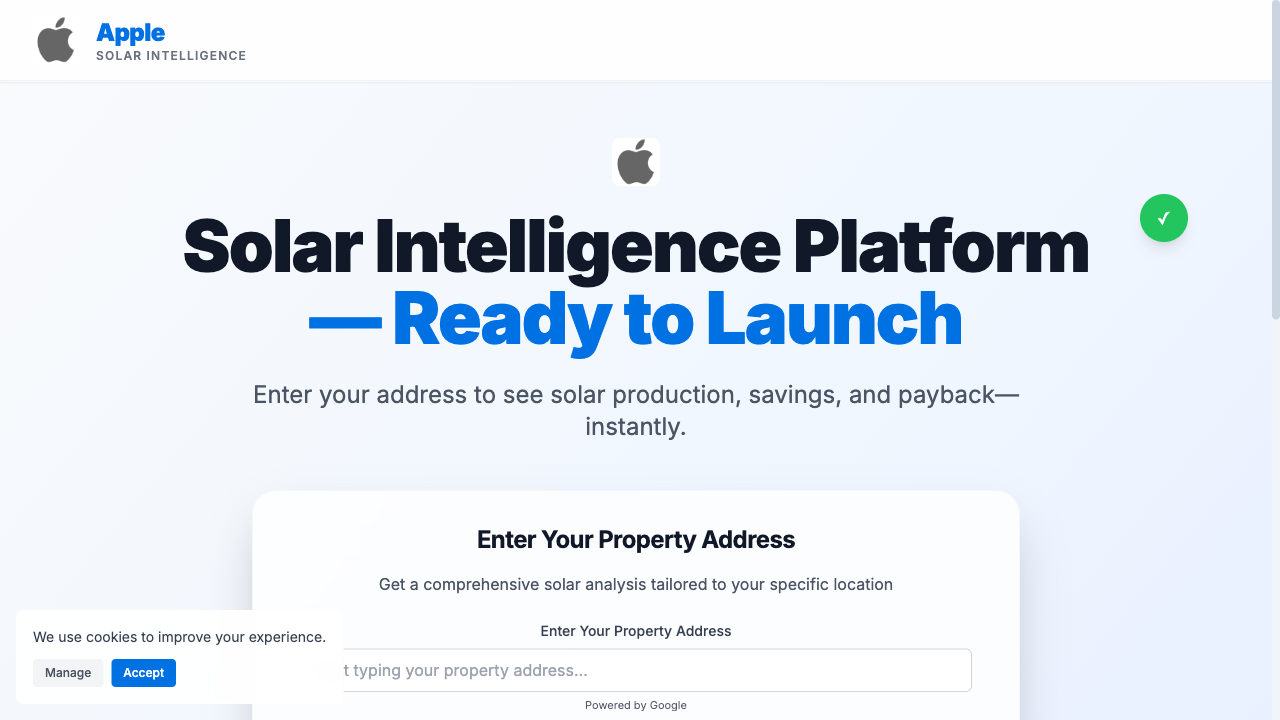 Apple
SOLAR INTELLIGENCE
Solar Intelligence Platform
— Ready to Launch
Enter your address to see solar production, savings, and payback—
instantly.
Enter Your Property Address
Get a comprehensive solar analysis tailored to your specific location
Enter Your Property Address
typing your property address...
Powered by Google
We use cookies to improve your experience.
Manage
Accept